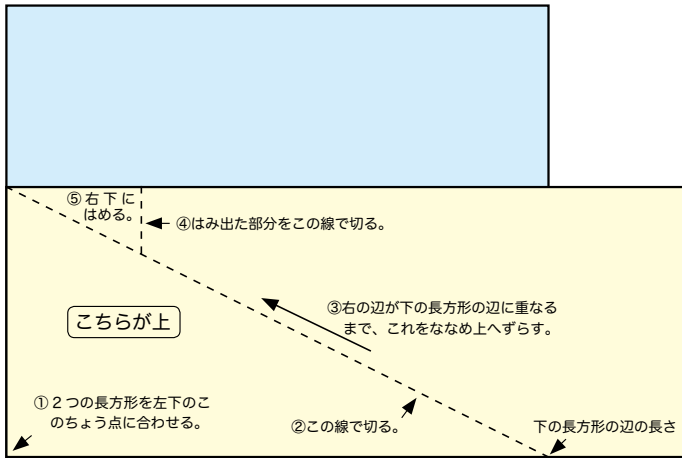 ⑤右下に
はめる。
④はみ出た部分をこの線で切る。
③右の辺が下の長方形の辺に重なる
まで、これをななめ上へずらす。
こちらが上
①2つの長方形を左下のこ
のちょう点に合わせる。
②この線で切る。
下の長方形の辺の長さ